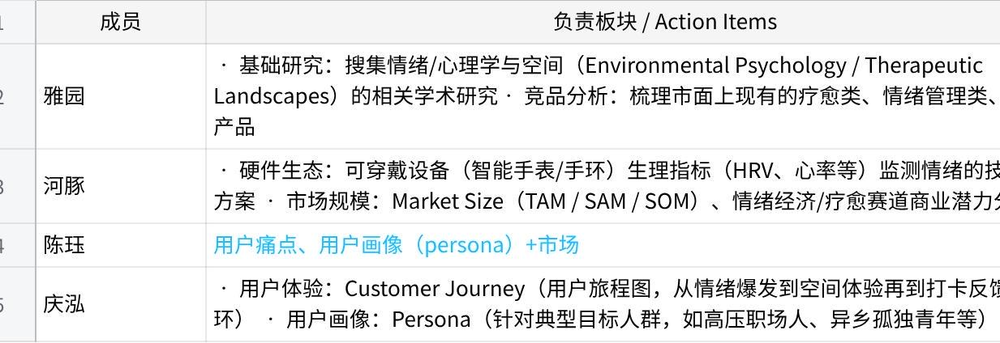 1 成员 负责板块 / Action Items
· 基础研究：搜集情绪/心理学与空间（Environmental Psychology / Therapeutic
2 雅园 Landscapes）的相关学术研究 · 竞品分析：梳理市面上现有的疗愈类、情绪管理类、
产品
· 硬件生态：可穿戴设备（智能手表/手环）生理指标（HRV、心率等）监测情绪的技
3 河豚
方案 · 市场规模：Market Size（TAM / SAM / SOM）、情绪经济/疗愈赛道商业潜力
4 陈珏 用户痛点、用户画像（persona）+市场
· 用户体验：Customer Journey（用户旅程图，从情绪爆发到空间体验再到打卡反馈
5 庆泓
环） · 用户画像：Persona（针对典型目标人群，如高压职场人、异乡孤独青年等）